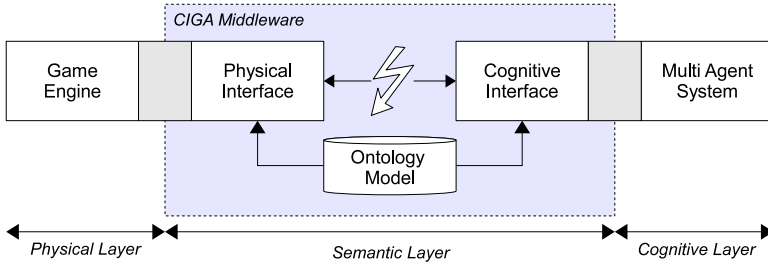 CIGA Middleware
Game
Engine
Physical
Interface
Cognitive
Interface
Multi Agent
System
Ontology
Model
Physical Layer
Semantic Layer
Cognitive Layer